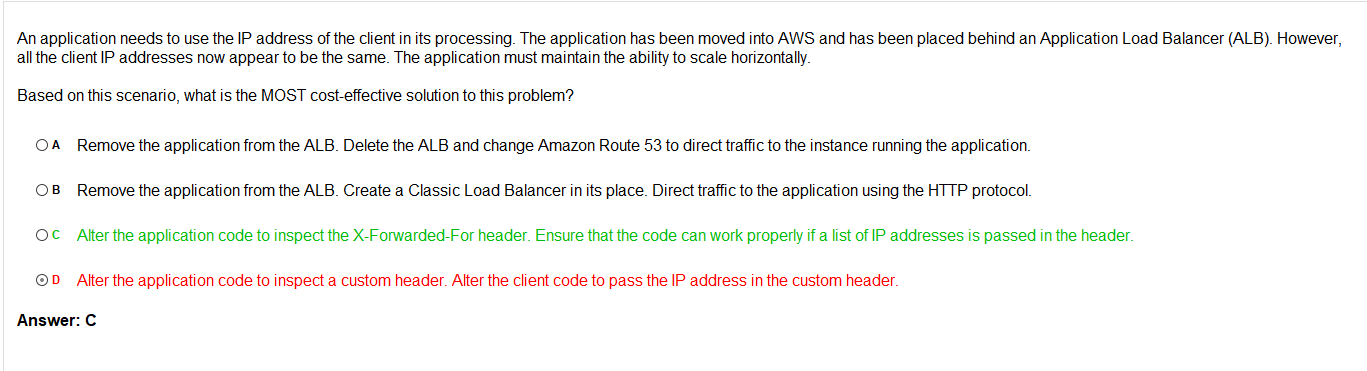 An application needs to use the IP address of the client in its processing. The application has been moved into AWS and has been placed behind an Application Load Balancer (ALB). However,
all the client IP addresses now appear to be the same. The application must maintain the ability to scale horizontally.
Based on this scenario, what is the MOST cost-effective solution to this problem?
A Remove the application from the ALB. Delete the ALB and change Amazon Route 53 to direct traffic to the instance running the application.
B Remove the application from the ALB. Create a Classic Load Balancer in its place. Direct traffic to the application using the HTTP protocol.
C Alter the application code to inspect the X-Forwarded-For header. Ensure that the code can work properly if a list of IP addresses is passed in the header.
D Alter the application code to inspect a custom header. Alter the client code to pass the IP address in the custom header.
Answer: C